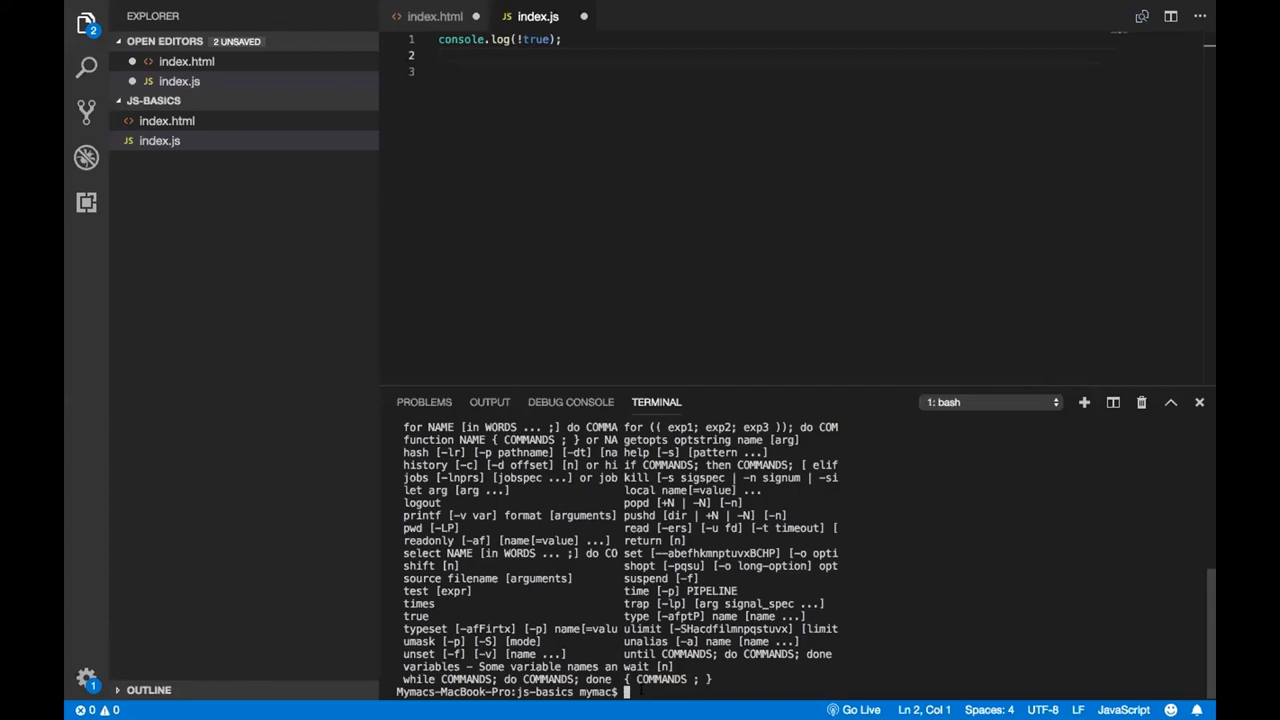 EXPLORER
OPEN EDITORS 2 UNSAVED
index.html
JS index.js
JS-BASICS
index.html
JS index.js
OUTLINE
2
1
index.html
JS index.js
1 console.log(!true);
2
3
PROBLEMS OUTPUT DEBUG CONSOLE TERMINAL 1: bash
for NAME [in WORDS ... ;] do COMMA for (( exp1; exp2; exp3 )); do COM
function NAME { COMMANDS ; } or NA getopts optstring name [arg]
hash [-lr] [-p pathname] [-dt] [na help [-s] [pattern ...]
history [-c] [-d offset] [n] or hi if COMMANDS; then COMMANDS; [ elif
jobs [-lnprs] [jobspec ...] or job kill [-s sigspec | -n signum | -si
let arg [arg ...] local name[=value] ...
logout popd [+N | -N] [-n]
printf [-v var] format [arguments] pushd [dir | +N | -N] [-n]
pwd [-LP] read [-ers] [-u fd] [-t timeout] [
readonly [-af] [name[=value] ...] return [n]
select NAME [in WORDS ... ;] do CO set [--abefhkmnptuvxBCHP] [-o opti
shift [n] shopt [-pqsu] [-o long-option] opt
source filename [arguments] suspend [-f]
test [expr] time [-p] PIPELINE
times trap [-lp] [arg signal_spec ...]
true type [-afptP] name [name ...]
typeset [-afFirtx] [-p] name[=valu ulimit [-SHacdfilmnpqstuvx] [limit
umask [-p] [-S] [mode] unalias [-a] name [name ...]
unset [-f] [-v] [name ...] until COMMANDS; do COMMANDS; done
variables - Some variable names an wait [n]
while COMMANDS; do COMMANDS; done { COMMANDS ; }
Mymacs-MacBook-Pro:js-basics mymac$
0 0 Go Live Ln 2, Col 1 Spaces: 4 UTF-8 LF JavaScript